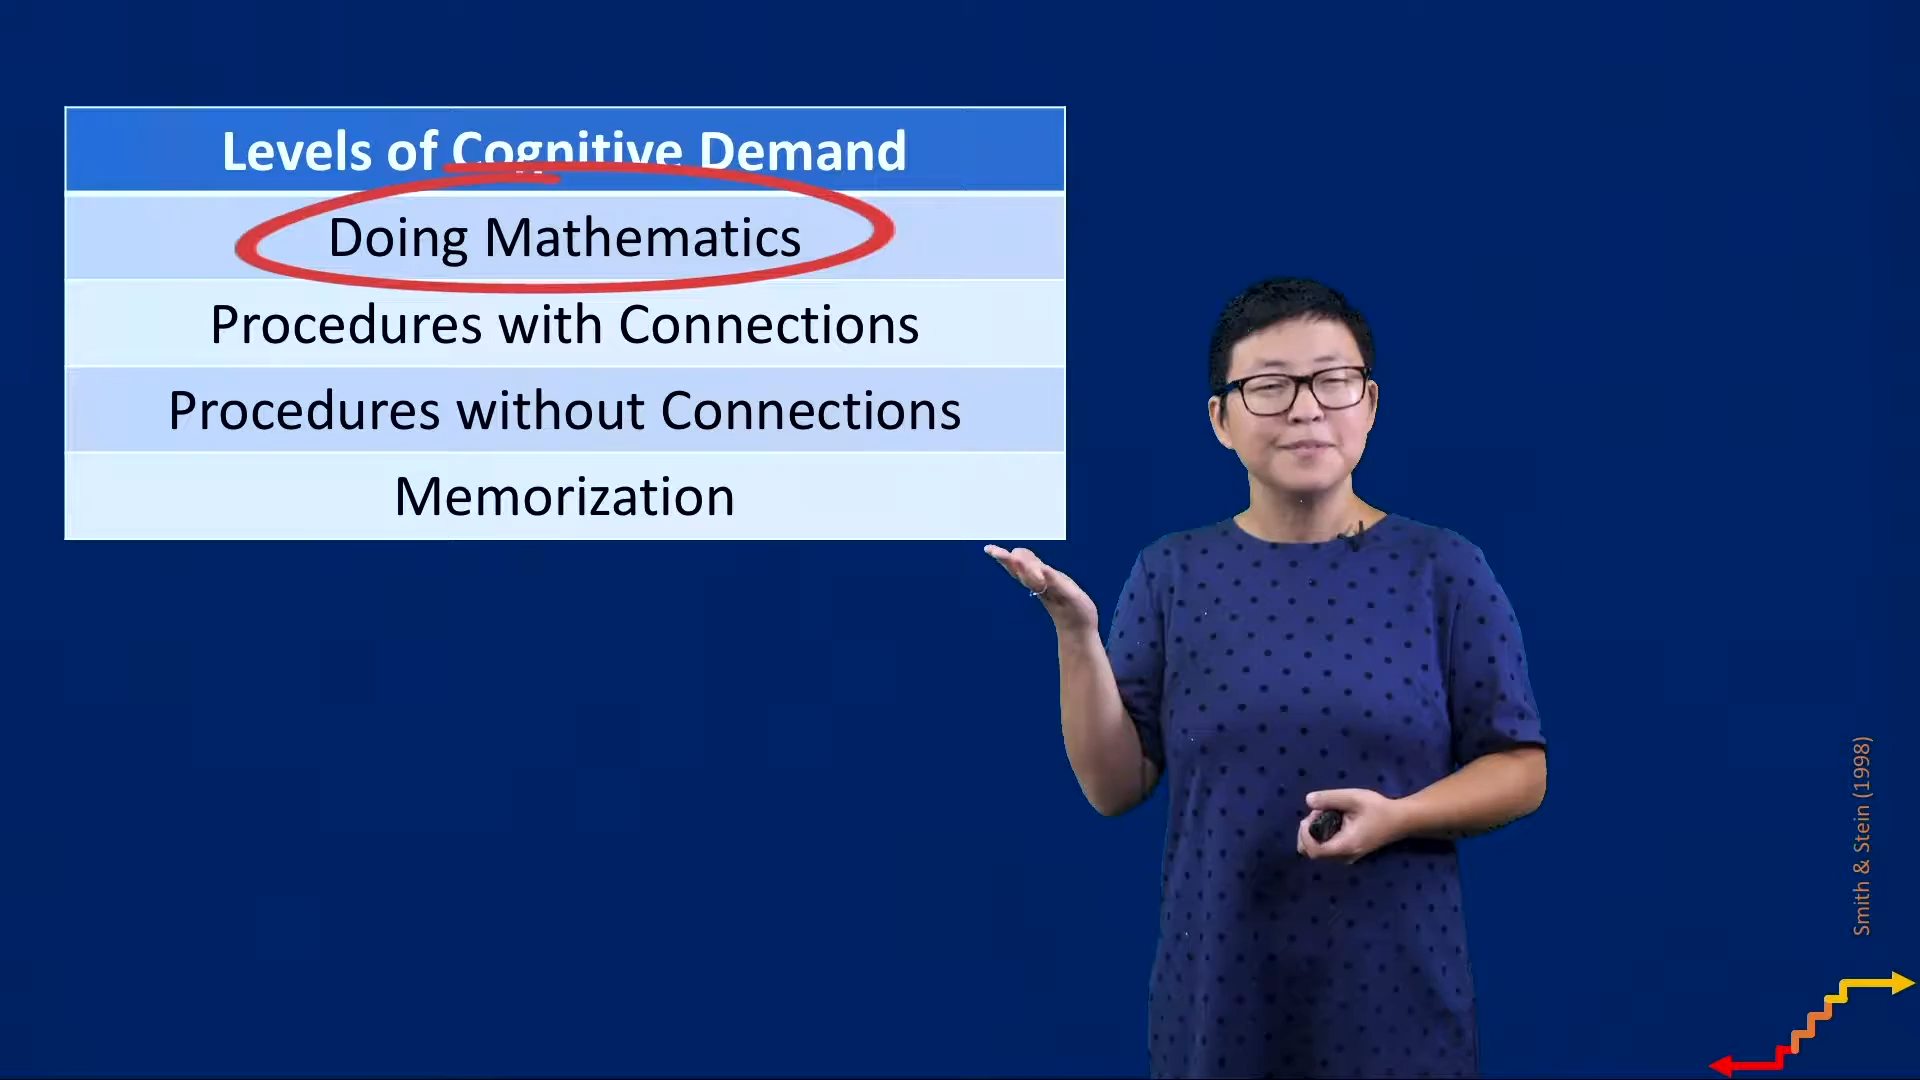 Levels of Cognitive Demand
Doing Mathematics
Procedures with Connections
Procedures without Connections
Memorization
Smith & Stein (1998)